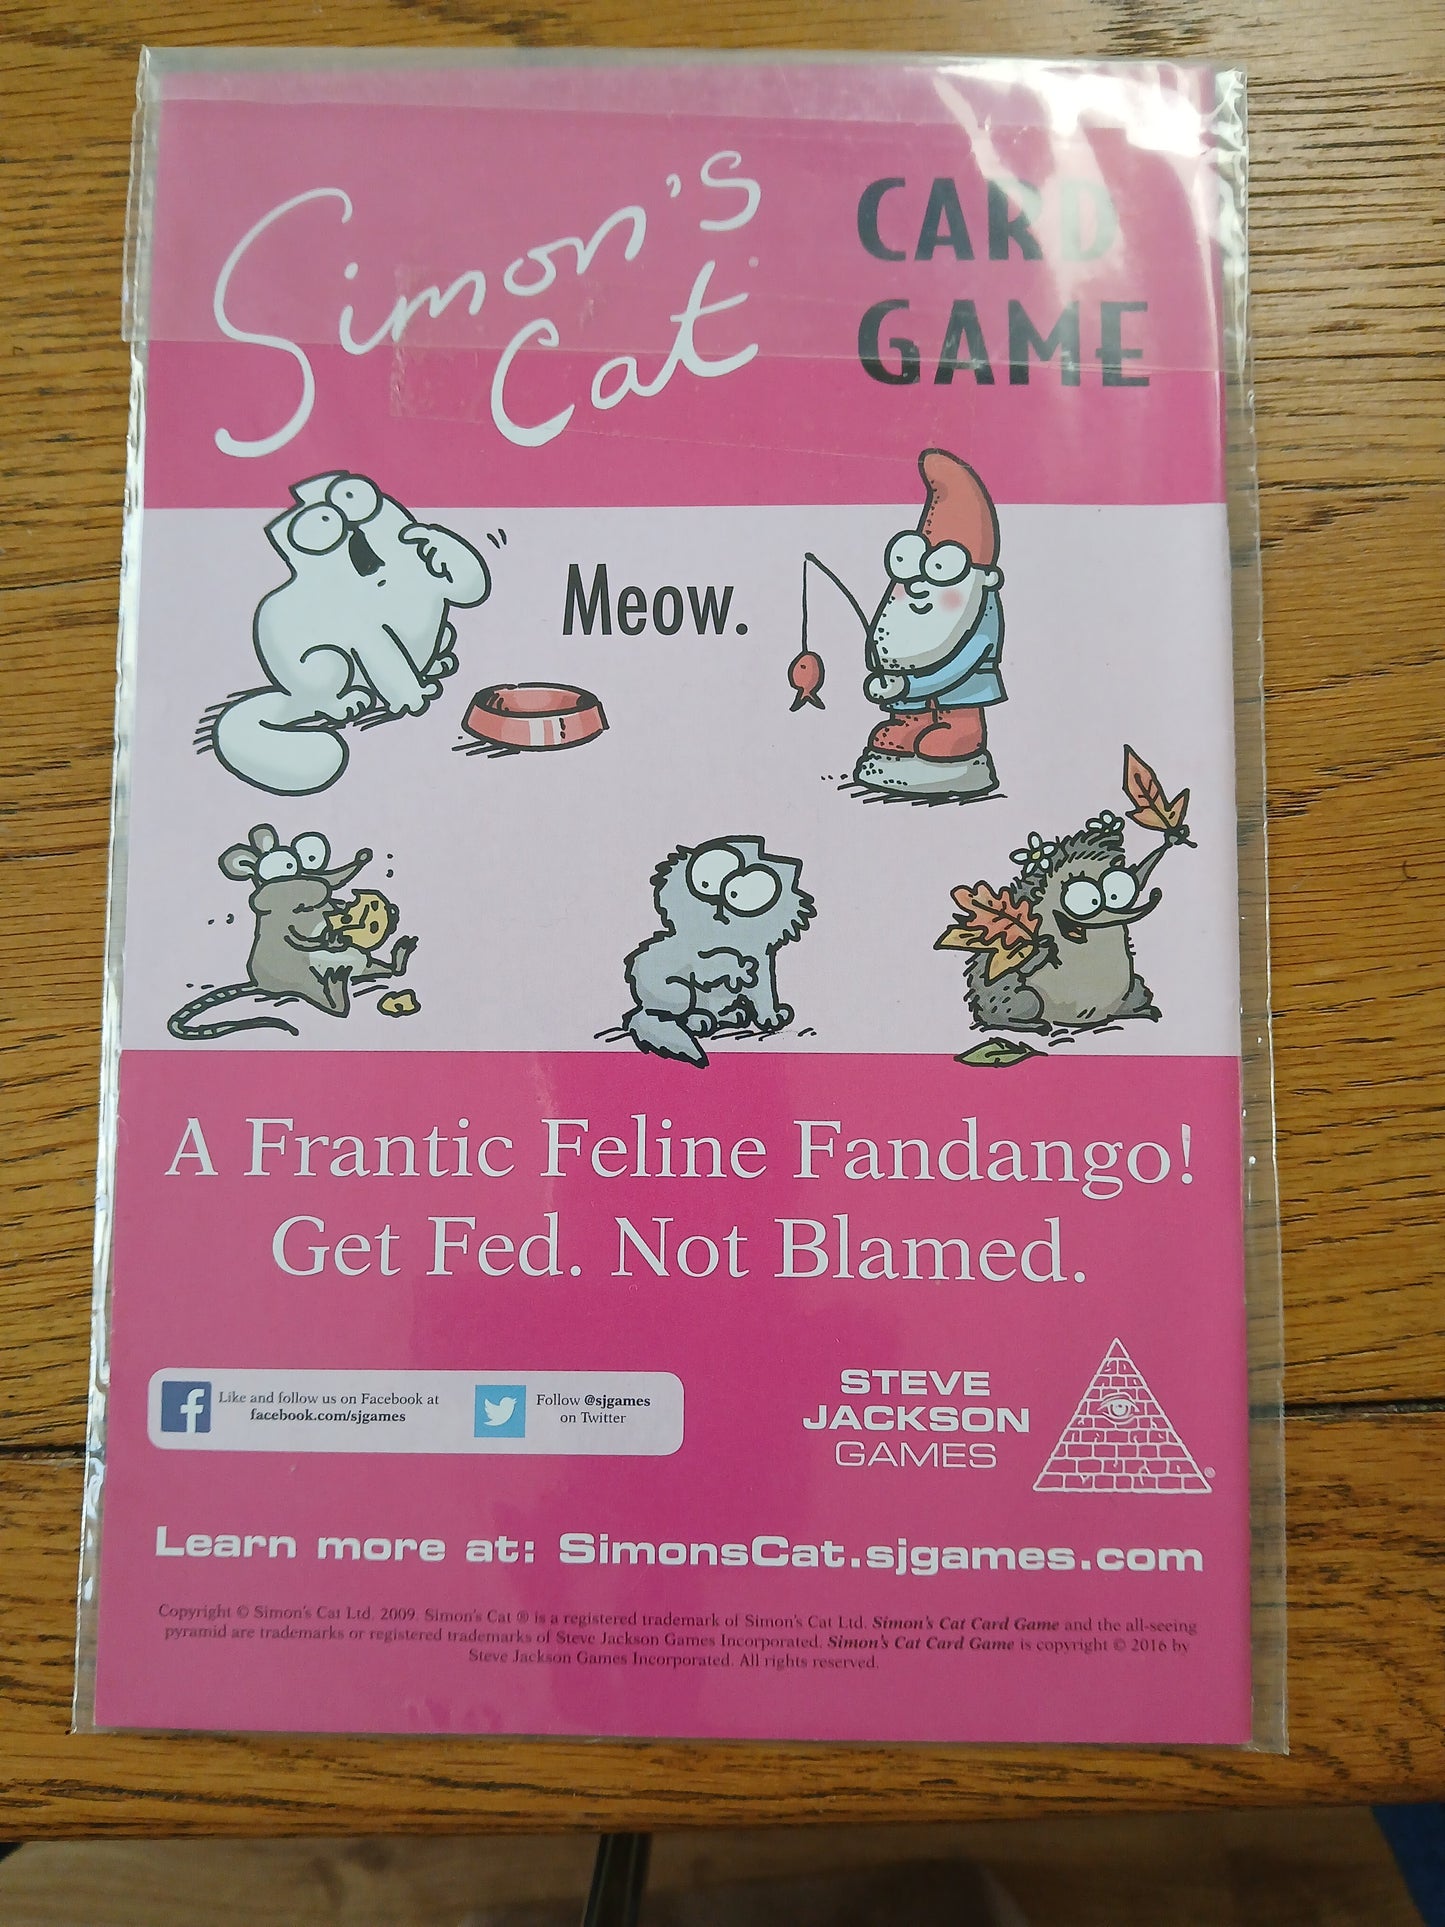 Simon's
Cat
CARD
GAME
Meow.
A Frantic Feline Fandango!
Get Fed. Not Blamed.
Like and follow us on Facebook at
facebook.com/sjgames
Follow @sjgames
on Twitter
STEVE
JACKSON
GAMES
Learn more at: SimonsCat.sjgames.com
Copyright © Simon's Cat Ltd. 2009. Simon's Cat ® is a registered trademark of Simon's Cat Ltd. Simon's Cat Card Game and the all-seeing
pyramid are trademarks or registered trademarks of Steve Jackson Games Incorporated. Simon's Cat Card Game is copyright © 2016 by
Steve Jackson Games Incorporated. All rights reserved.